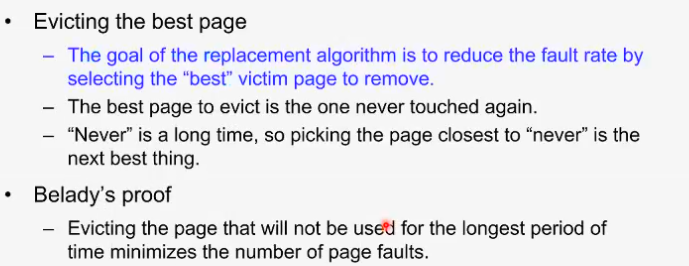 • Evicting the best page
– The goal of the replacement algorithm is to reduce the fault rate by
selecting the “best” victim page to remove.
– The best page to evict is the one never touched again.
– “Never” is a long time, so picking the page closest to “never” is the
next best thing.
• Belady’s proof
– Evicting the page that will not be used for the longest period of
time minimizes the number of page faults.